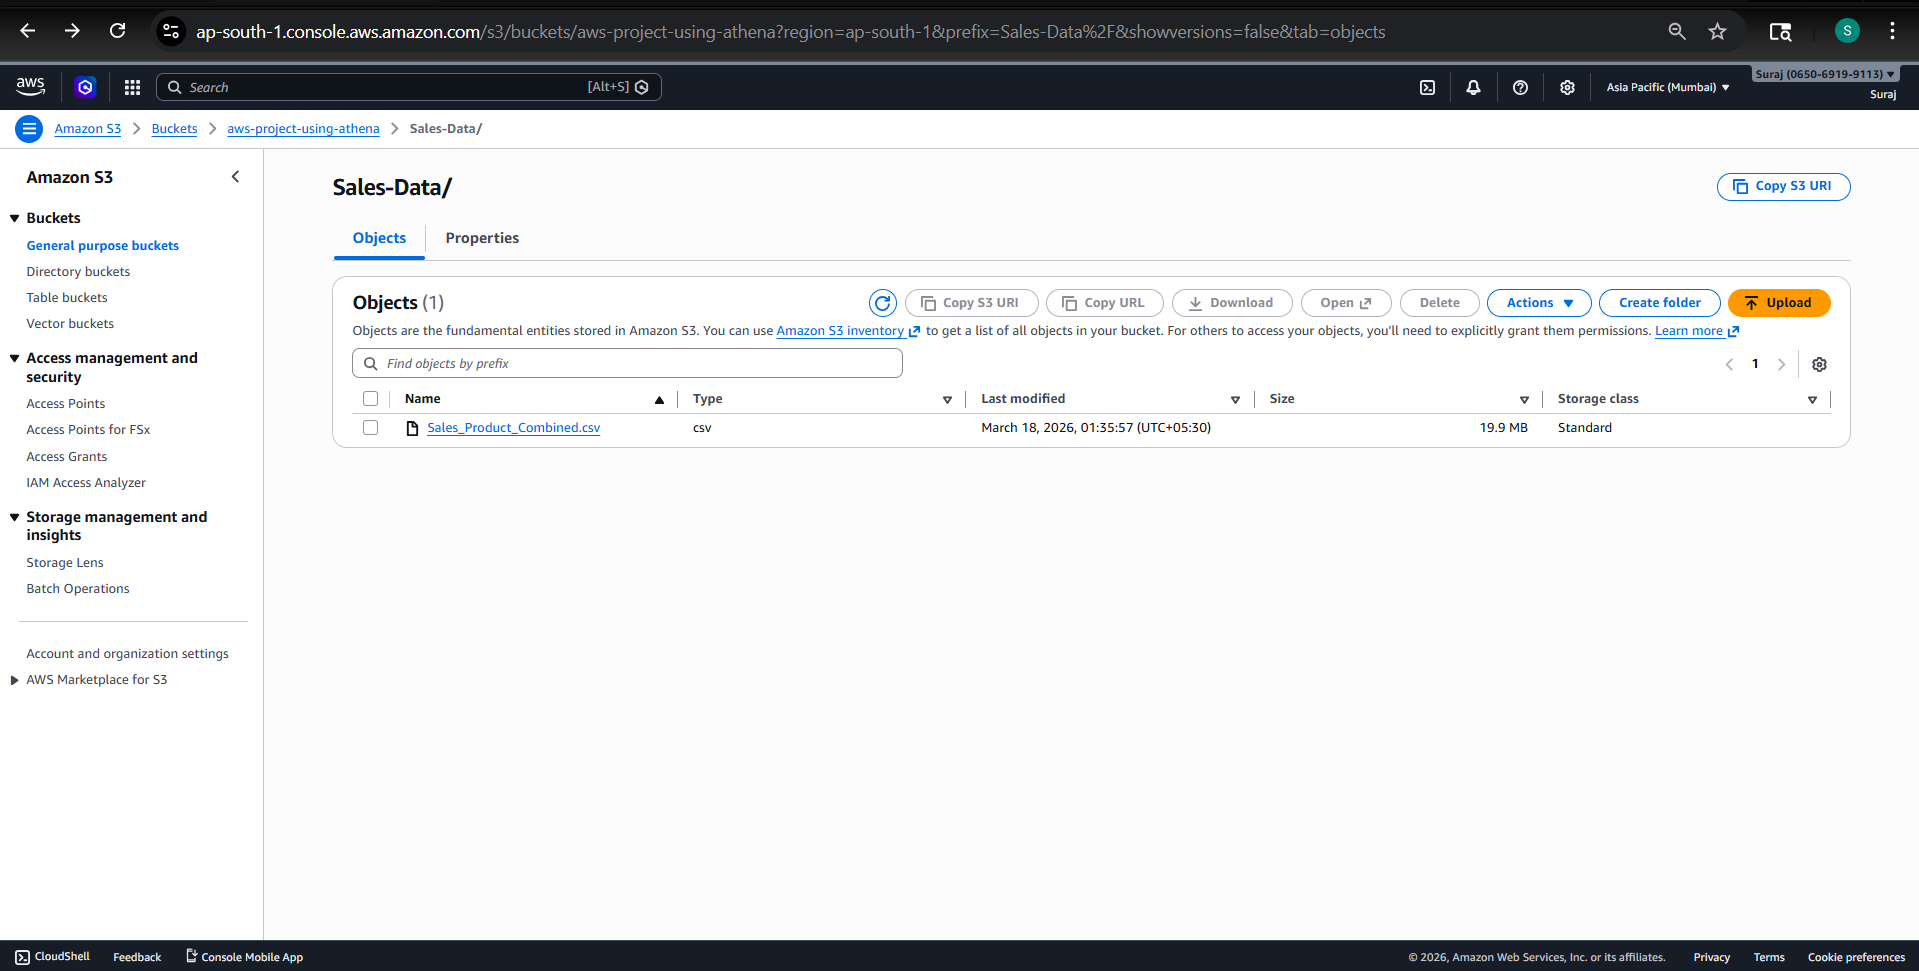 ap-south-1.console.aws.amazon.com/s3/buckets/aws-project-using-athena?region=ap-south-1&prefix=Sales-Data%2F&showversions=false&tab=objects
S
aws
Search
[Alt+S]
Asia Pacific (Mumbai)
Suraj (0650-6919-9113)
Suraj
Amazon S3 > Buckets > aws-project-using-athena > Sales-Data/
Amazon S3
Buckets
General purpose buckets
Directory buckets
Table buckets
Vector buckets
Access management and
security
Access Points
Access Points for FSx
Access Grants
IAM Access Analyzer
Storage management and
insights
Storage Lens
Batch Operations
Account and organization settings
AWS Marketplace for S3
Sales-Data/
Copy S3 URI
Objects
Properties
Objects (1)
Copy S3 URI
Copy URL
Download
Open
Delete
Actions
Create folder
Upload
Objects are the fundamental entities stored in Amazon S3. You can use Amazon S3 inventory to get a list of all objects in your bucket. For others to access your objects, you'll need to explicitly grant them permissions. Learn more
Find objects by prefix
1
Name Type Last modified Size Storage class
Sales_Product_Combined.csv csv March 18, 2026, 01:35:57 (UTC+05:30) 19.9 MB Standard
CloudShell Feedback Console Mobile App
© 2026, Amazon Web Services, Inc. or its affiliates. Privacy Terms Cookie preferences